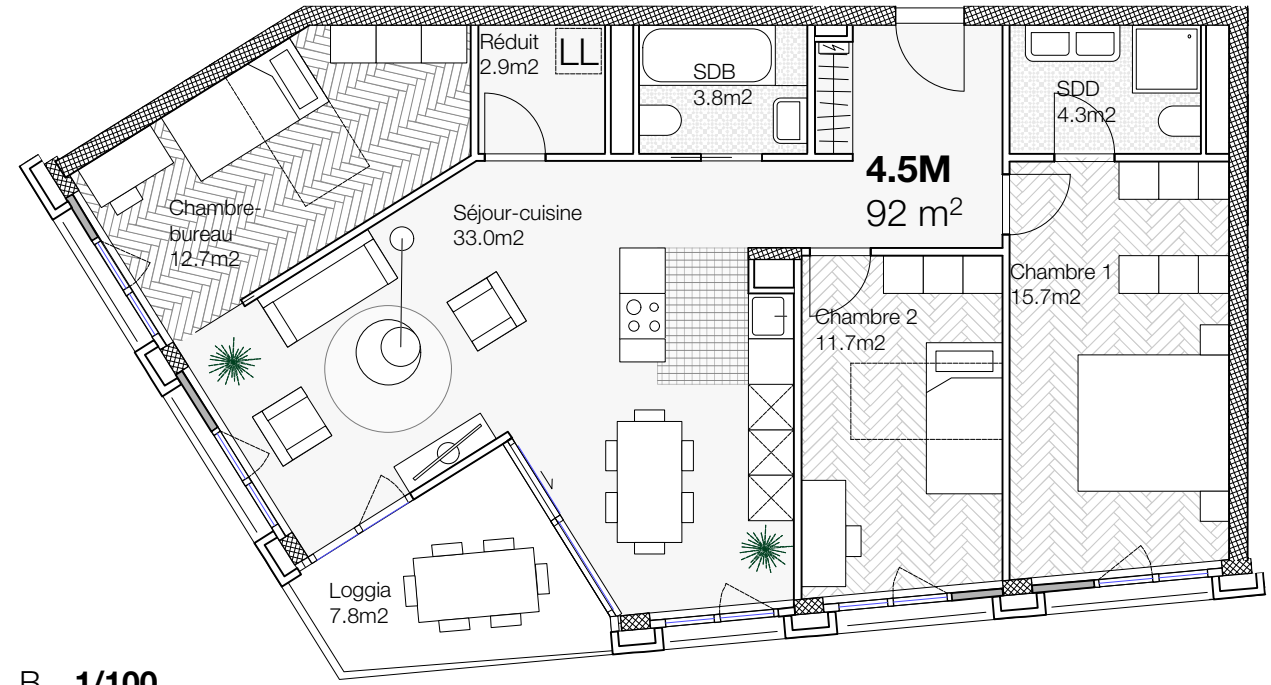 Réduit
2.9m2
LL
SDB
3.8m2
SDD
4.3m2
4.5M
92 m²
Chambre-
bureau
12.7m2
Séjour-cuisine
33.0m2
Chambre 1
15.7m2
Chambre 2
11.7m2
Loggia
7.8m2
B 1/100